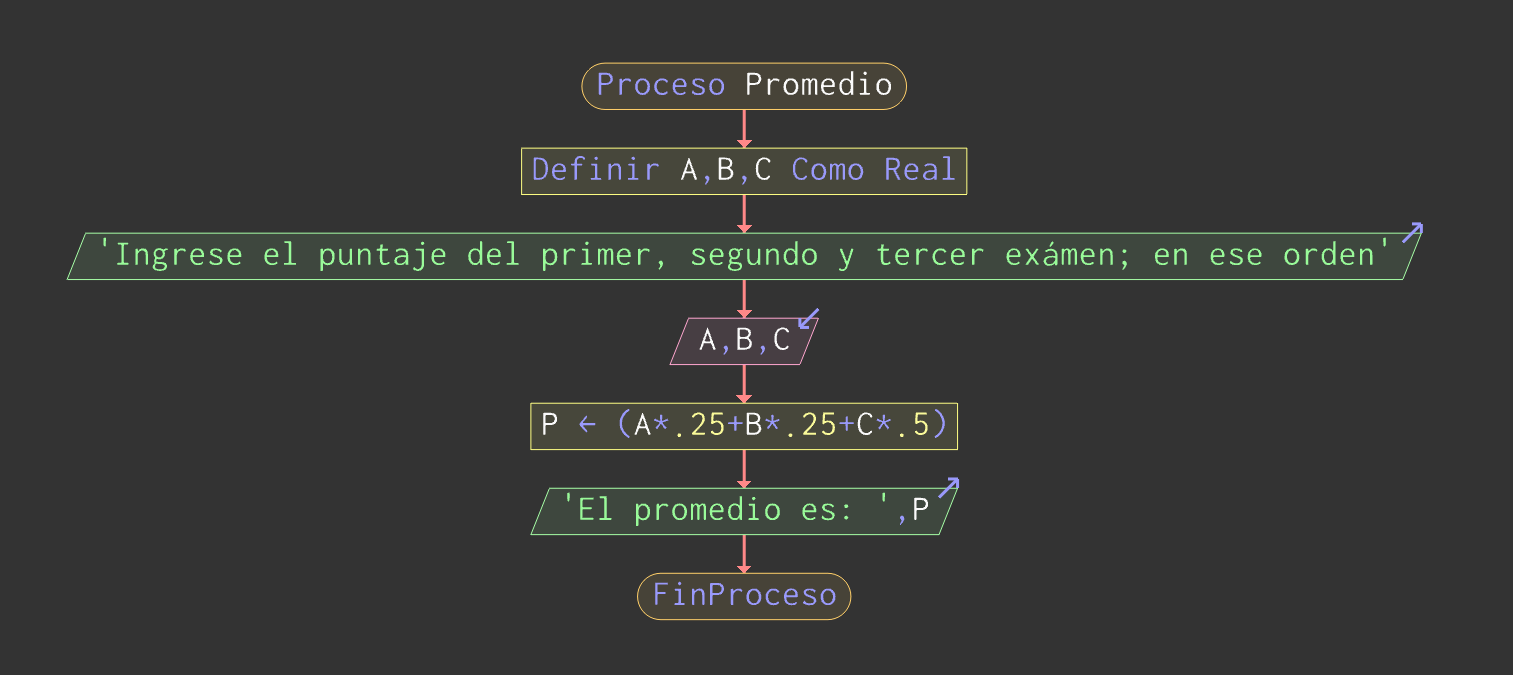 Proceso Promedio
Definir A,B,C Como Real
'Ingrese el puntaje del primer, segundo y tercer exámen; en ese orden'
A,B,C
P ← (A*.25+B*.25+C*.5)
'El promedio es: ',P
FinProceso